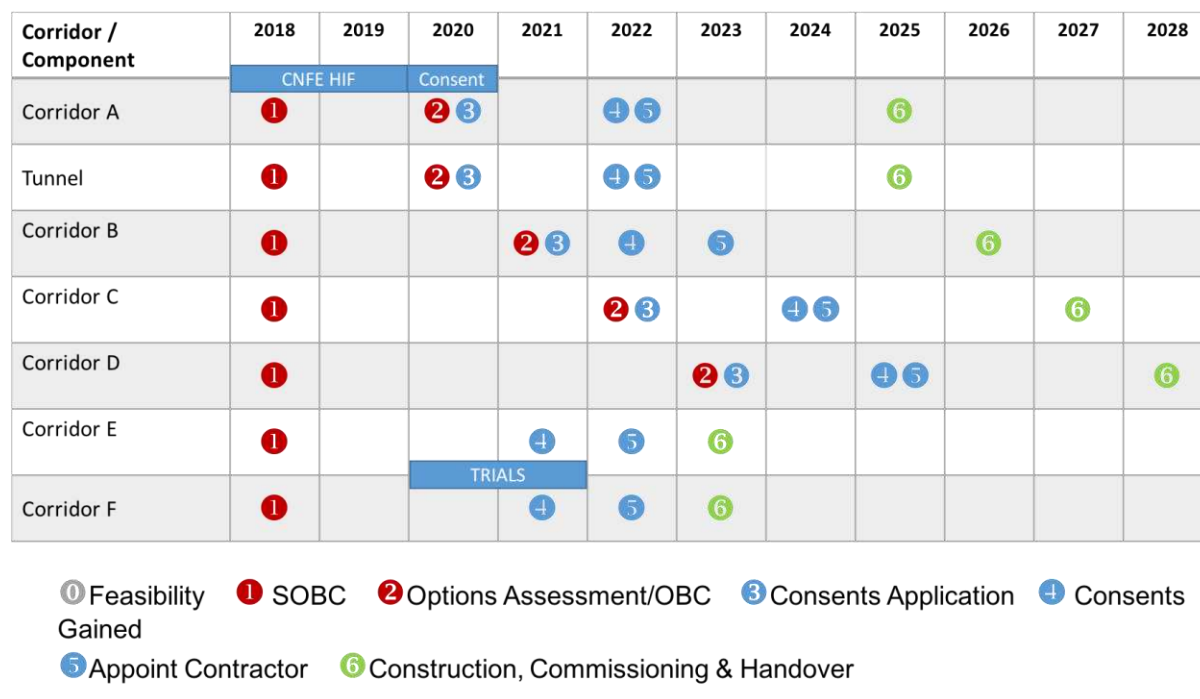 Corridor / Component 2018 2019 2020 2021 2022 2023 2024 2025 2026 2027 2028
CNFE HIF Consent
Corridor A 1 2 3 4 5 6
Tunnel 1 2 3 4 5 6
Corridor B 1 2 3 4 5 6
Corridor C 1 2 3 4 5 6
Corridor D 1 2 3 4 5 6
Corridor E 1 4 5 6
TRIALS
Corridor F 1 4 5 6
0 Feasibility 1 SOBC 2 Options Assessment/OBC 3 Consents Application 4 Consents
Gained
5 Appoint Contractor 6 Construction, Commissioning & Handover